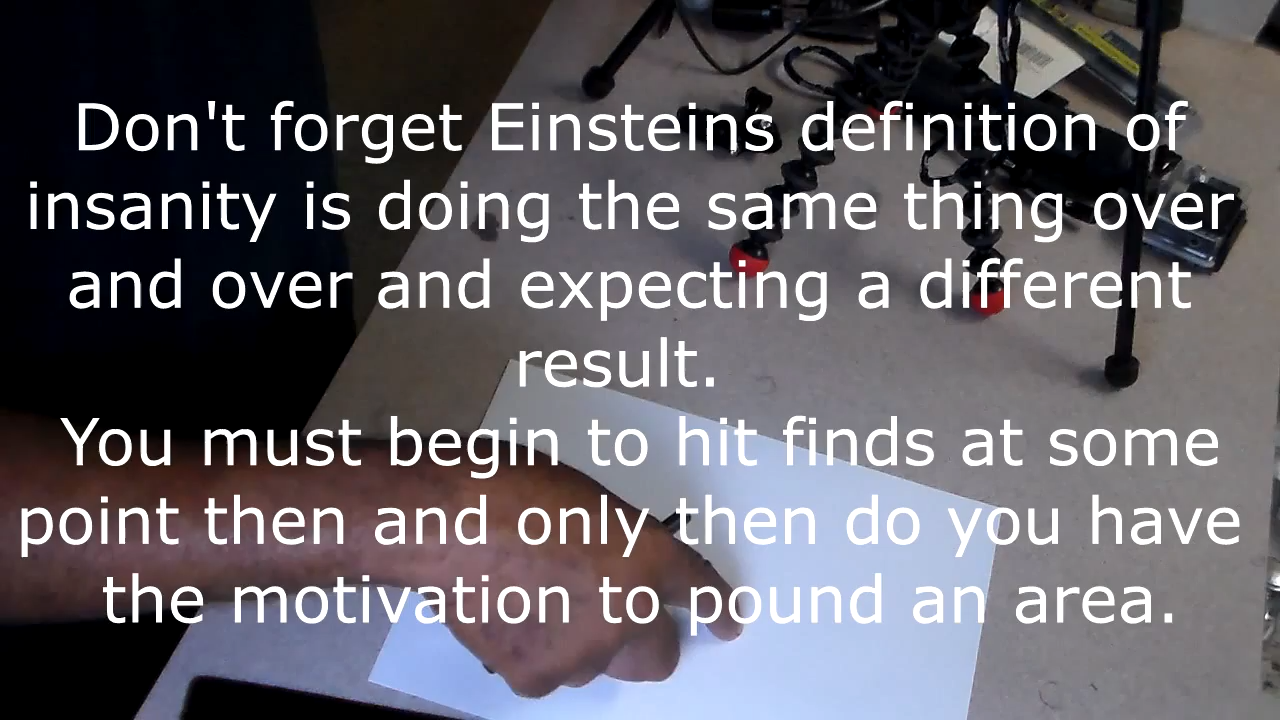 Don't forget Einsteins definition of
insanity is doing the same thing over
and over and expecting a different
result.
You must begin to hit finds at some
point then and only then do you have
the motivation to pound an area.